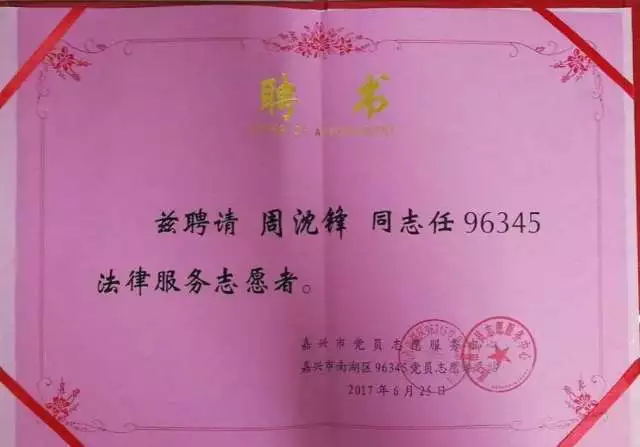 聘书
兹聘请 周沈锋 同志任96345
法律服务志愿者。
嘉兴市党员志愿服务中心
嘉兴市南湖区96345党员志愿服务
2017年6月25日